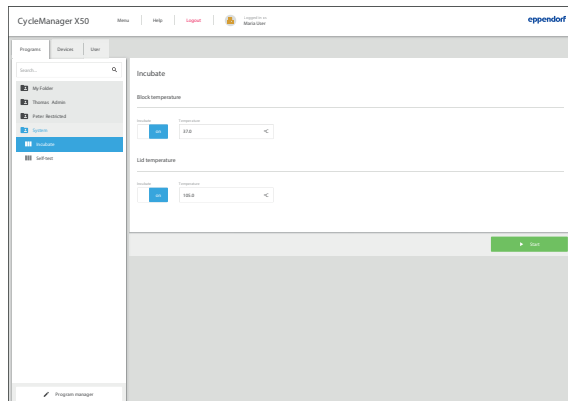 CycleManager X50
Menu
Help
Logout
Logged in as
Maria User
eppendorf
Programs
Devices
User
Search...
My Folder
Thomas Admin
Peter Restricted
System
Incubate
Self-test
Program manager
Incubate
Block temperature
Incubate
Temperature
on
37.0
°C
Lid temperature
Incubate
Temperature
on
105.0
°C
Start